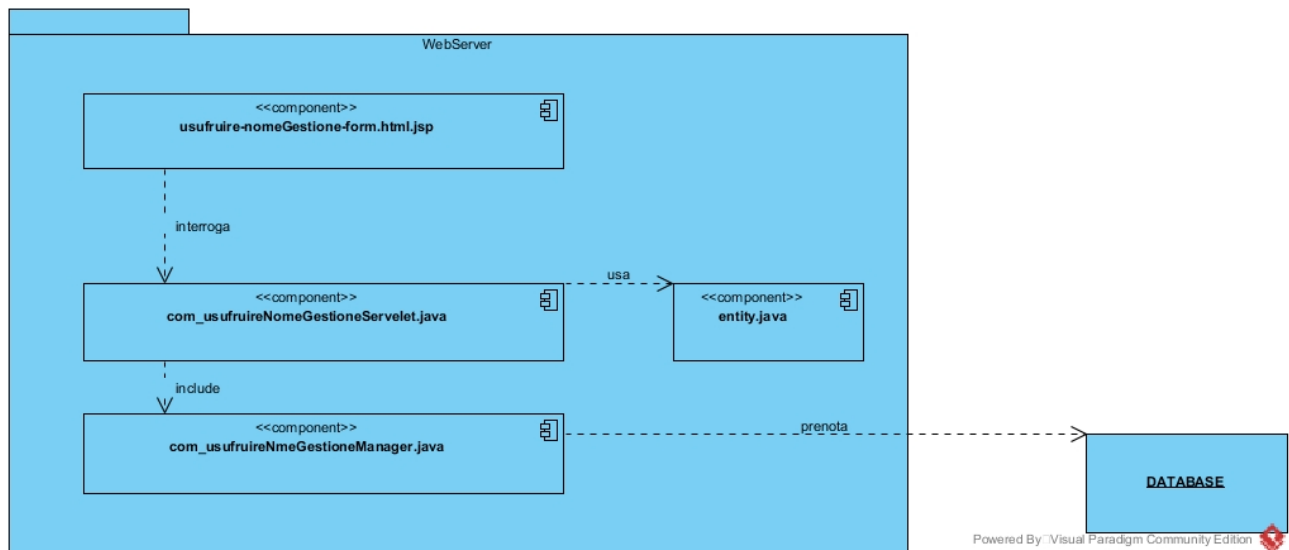 WebServer
<<component>>
usufruire-nomeGestione-form.html.jsp
interroga
<<component>>
com_usufruireNomeGestioneServelet.java
usa
<<component>>
entity.java
include
<<component>>
com_usufruireNmeGestioneManager.java
prenota
DATABASE
Powered By Visual Paradigm Community Edition